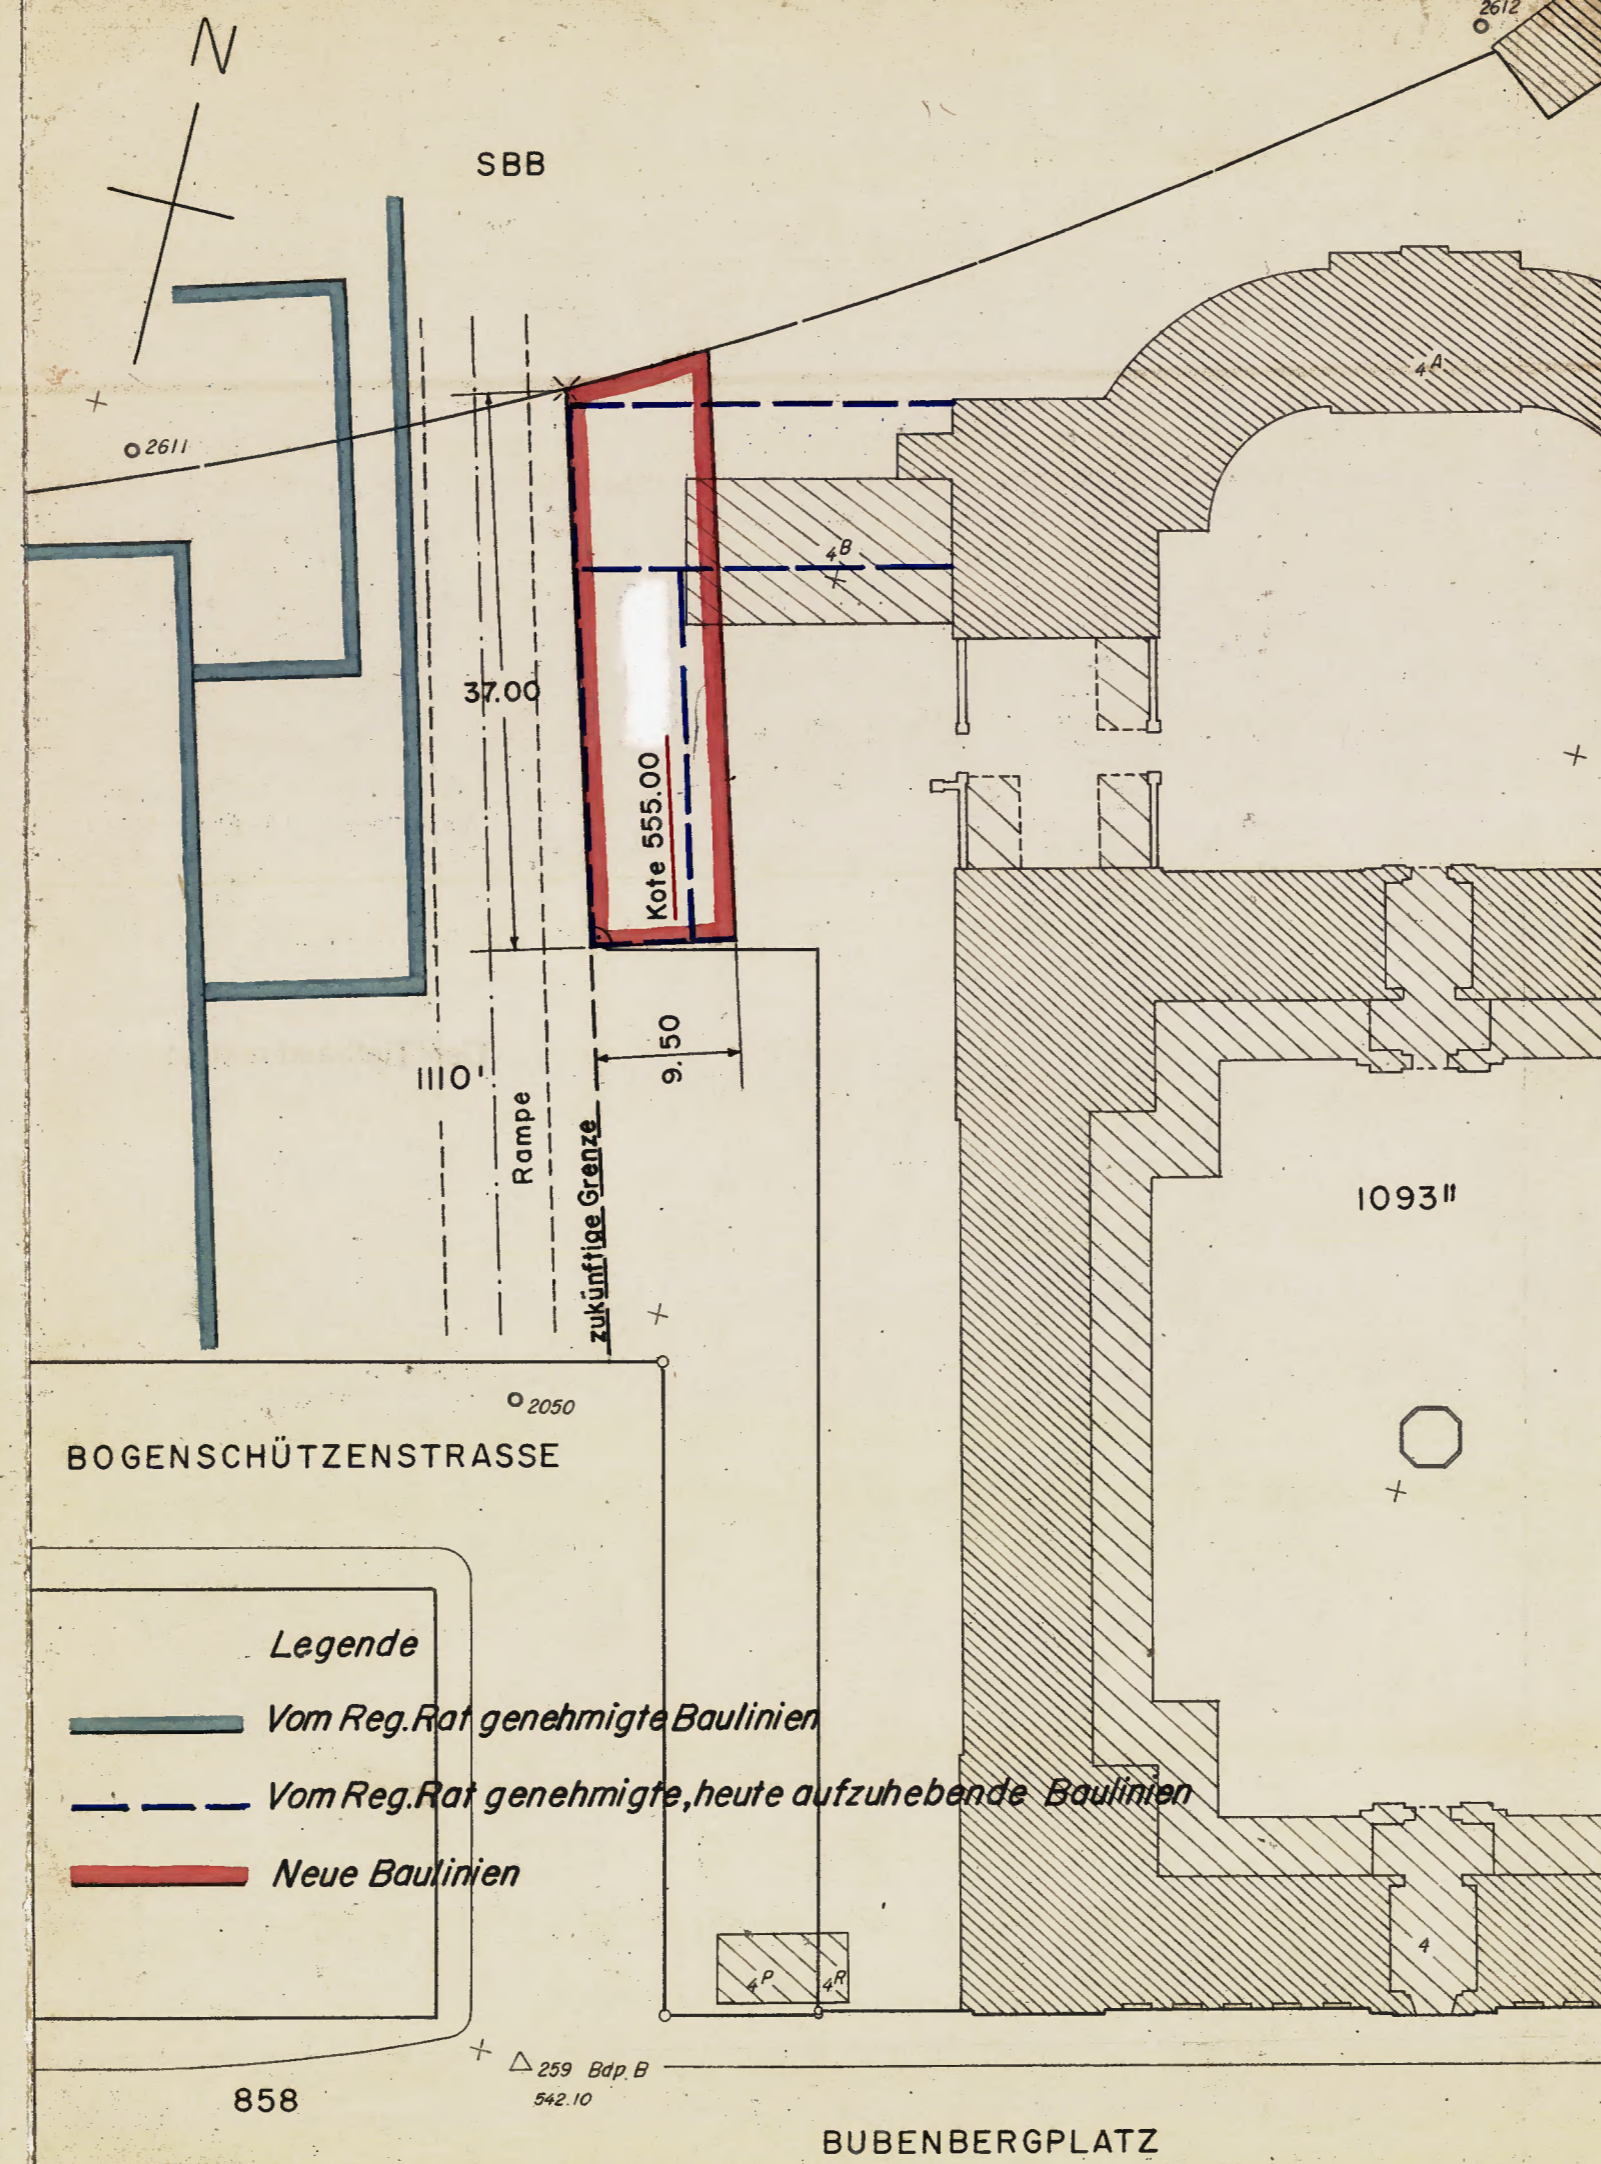 2612
N
SBB
4A
2611
4B
37.00
Kote 555.00
9.50
1110'
Rampe
zukünftige Grenze
1093"
2050
BOGENSCHÜTZENSTRASSE
Legende
Vom Reg.Rat genehmigte Baulinien
Vom Reg.Rat genehmigte, heute aufzuhebende Baulinien
Neue Baulinien
4
4P
4R
259 Bdp. B
542.10
858
BUBENBERGPLATZ